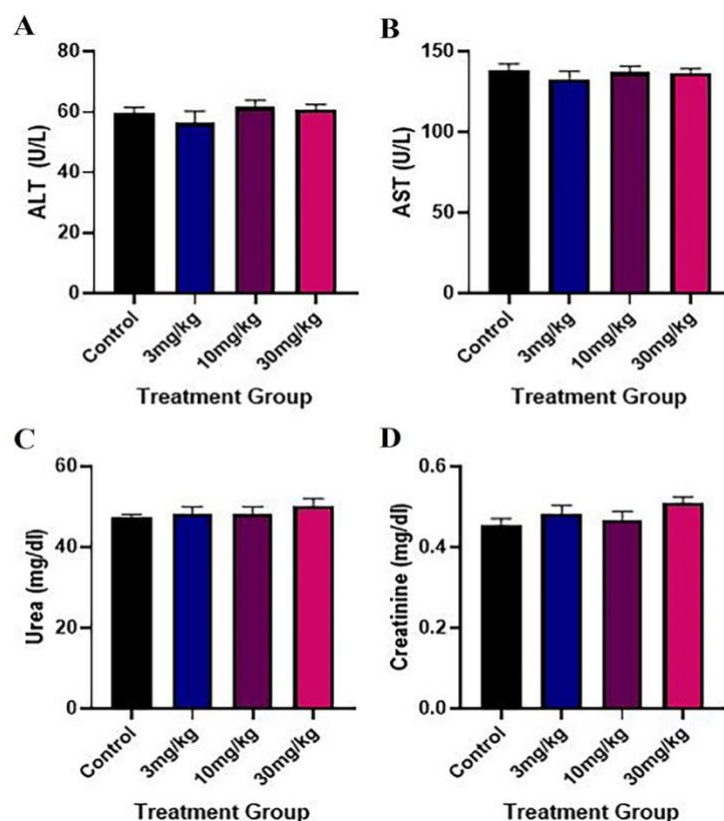 A
80
60
40
20
0
ALT (U/L)
Control
3mg/kg
10mg/kg
30mg/kg
Treatment Group
B
150
100
50
0
AST (U/L)
Control
3mg/kg
10mg/kg
30mg/kg
Treatment Group
C
60
40
20
0
Urea (mg/dl)
Control
3mg/kg
10mg/kg
30mg/kg
Treatment Group
D
0.6
0.4
0.2
0.0
Creatinine (mg/dl)
Control
3mg/kg
10mg/kg
30mg/kg
Treatment Group